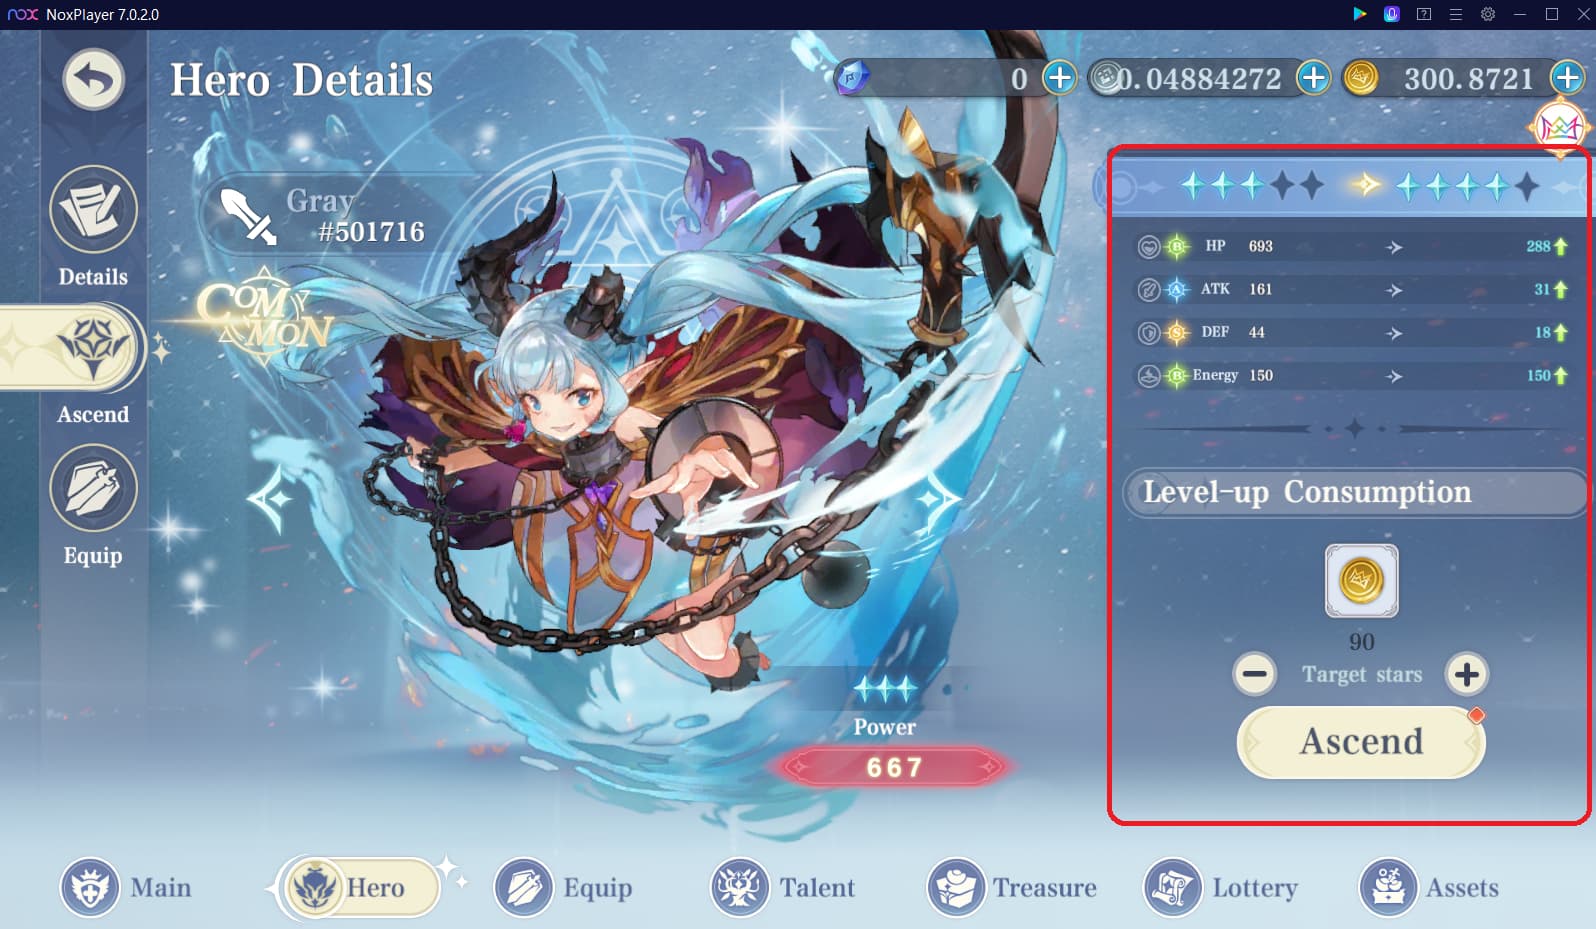 nox NoxPlayer 7.0.2.0
Hero Details
0
0.04884272
300.8721
Gray
#501716
COMMON
Details
Ascend
Equip
B HP 693 288
A ATK 161 31
S DEF 44 18
B Energy 150 150
Level-up Consumption
90
Target stars
Ascend
Power
667
Main
Hero
Equip
Talent
Treasure
Lottery
Assets